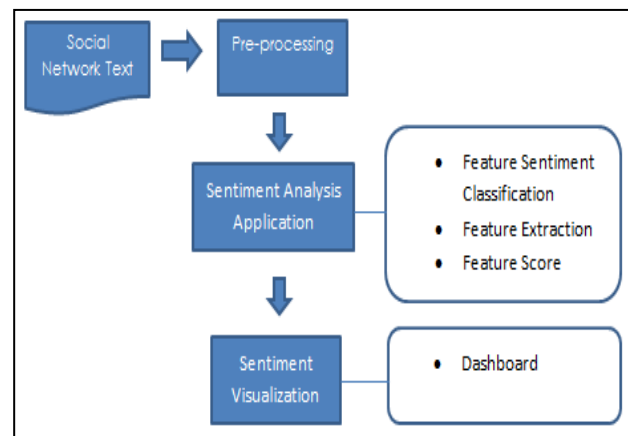 Social
Network Text
Pre-processing
Sentiment Analysis
Application
• Feature Sentiment
Classification
• Feature Extraction
• Feature Score
Sentiment
Visualization
• Dashboard